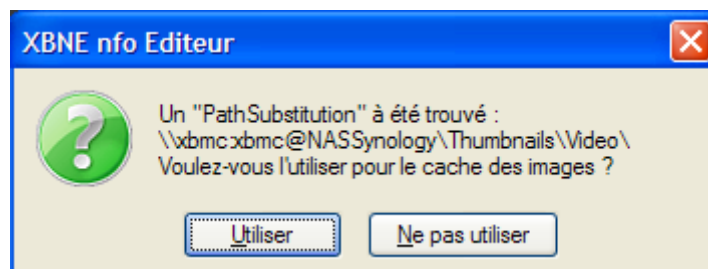 XBNE nfo Editeur
Un "PathSubstitution" à été trouvé :
\\xbmc:xbmc@NASSynology\Thumbnails\Video\
Voulez-vous l'utiliser pour le cache des images ?
Utiliser
Ne pas utiliser